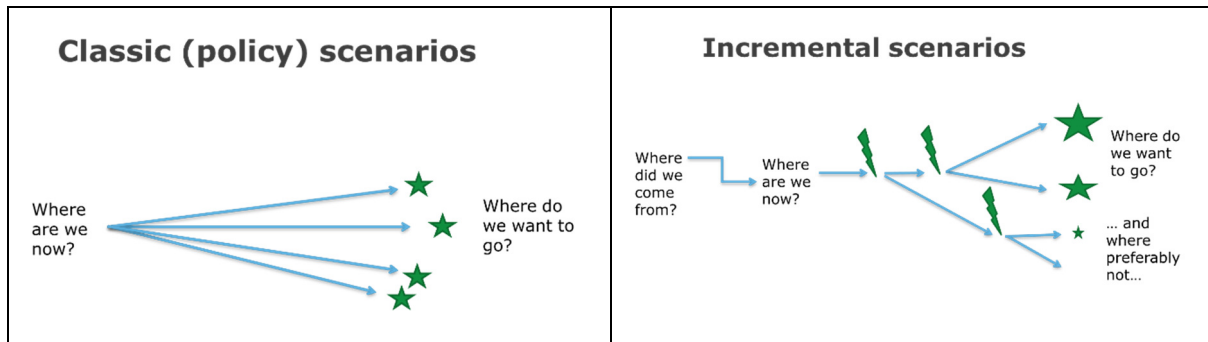 Classic (policy) scenarios
Where
are we
now?
Where do
we want to
go?
Incremental scenarios
Where
did we
come
from?
Where
are we
now?
Where do
we want
to go?
... and
where
preferably
not...